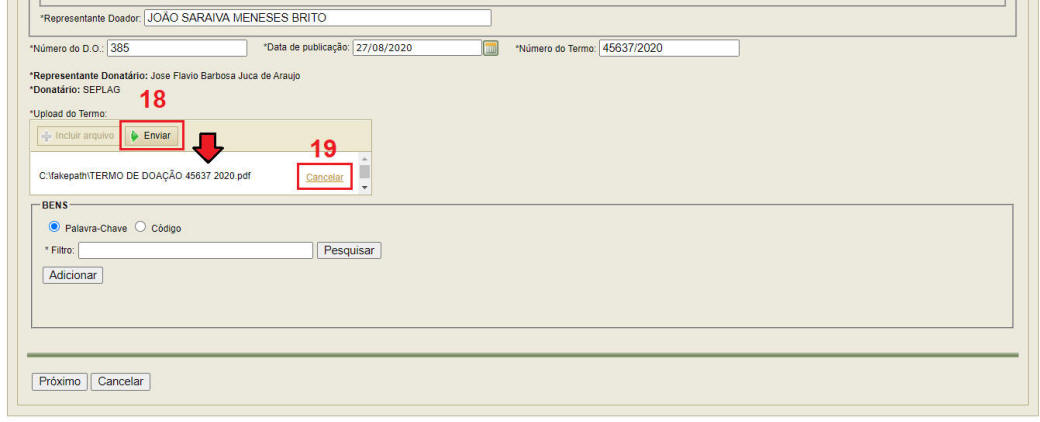 *Representante Doador: JOÃO SARAIVA MENESES BRITO
*Número do D.O.: 385 *Data de publicação: 27/08/2020 *Número do Termo: 45637/2020
*Representante Donatário: Jose Flavio Barbosa Juca de Araujo
*Donatário: SEPLAG
18
*Upload do Termo:
Incluir arquivo Enviar
19
C:\fakepath\TERMO DE DOAÇÃO 45637 2020.pdf Cancelar
BENS
Palavra-Chave Código
* Filtro: Pesquisar
Adicionar
Próximo Cancelar